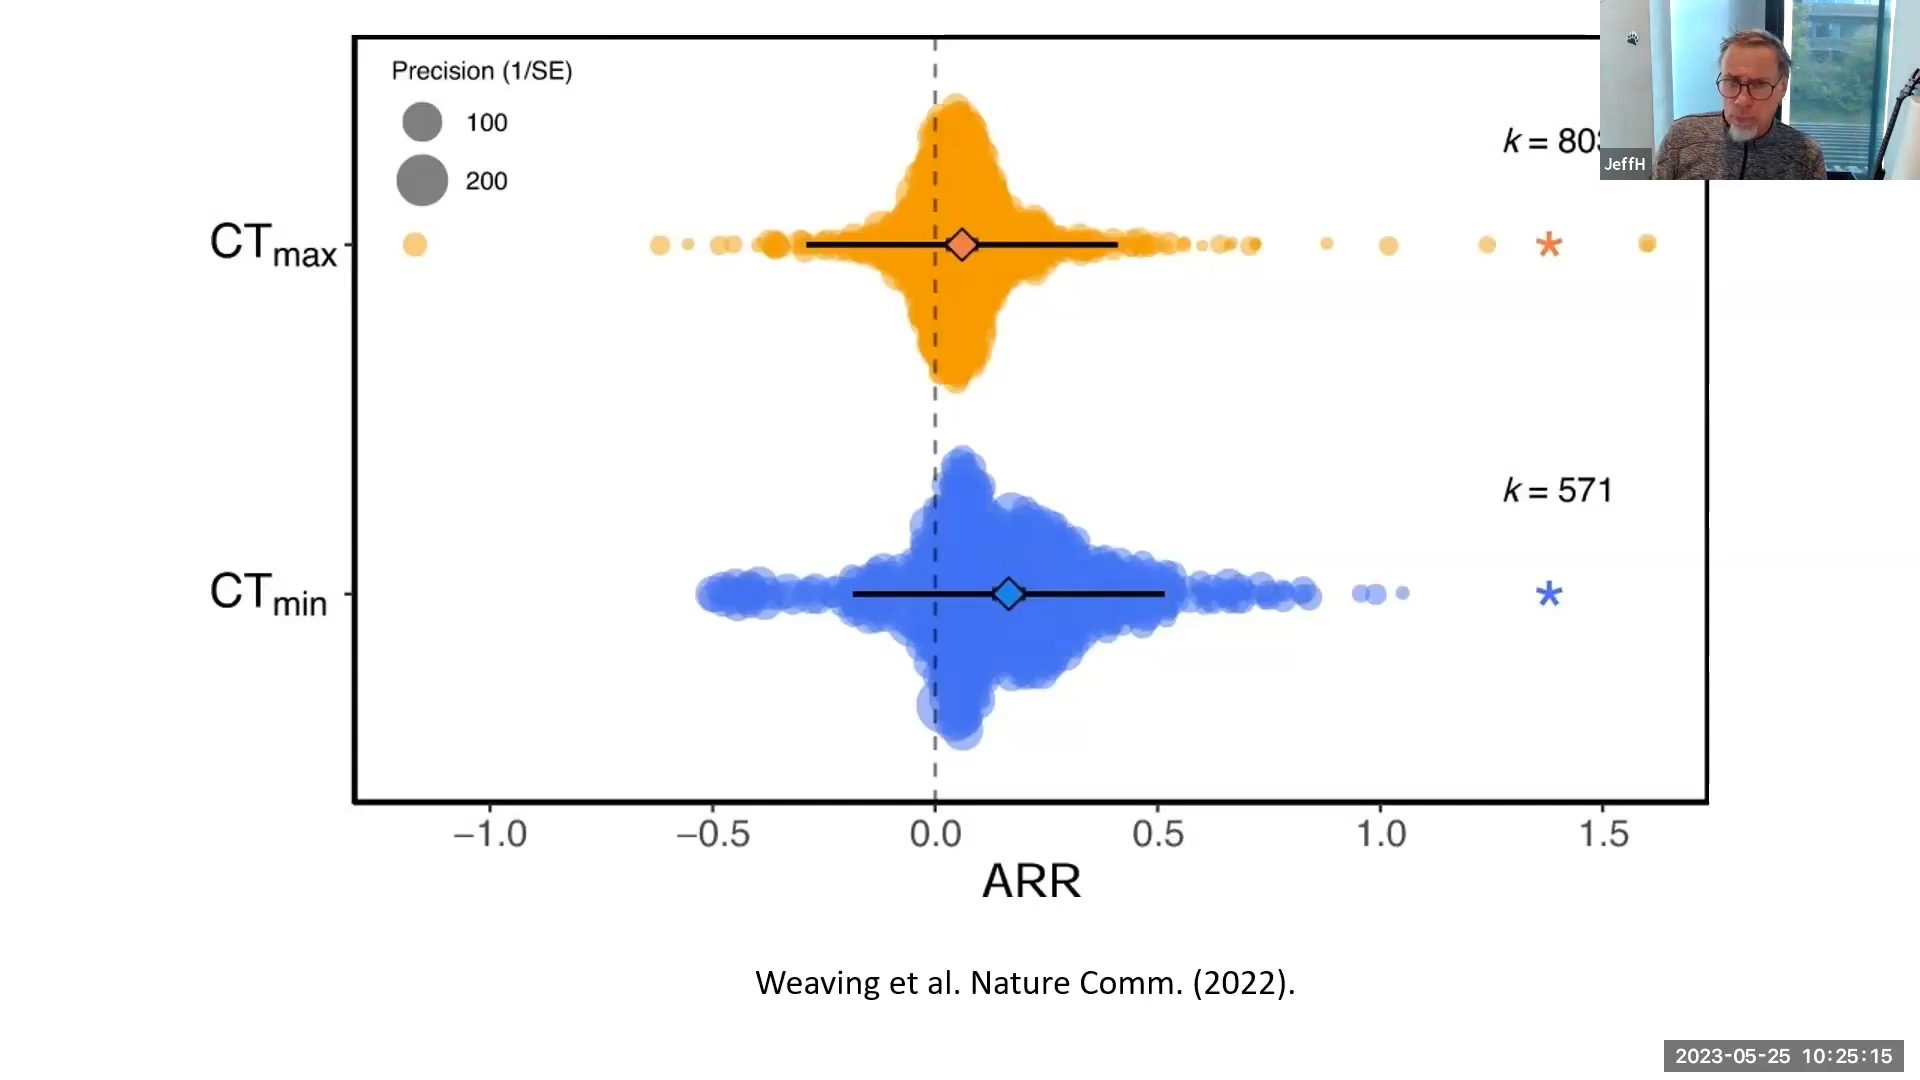 Precision (1/SE)
100
200
k = 803
JeffH
CTmax
*
k = 571
CTmin
*
−1.0 −0.5 0.0 0.5 1.0 1.5
ARR
Weaving et al. Nature Comm. (2022).
2023-05-25 10:25:15